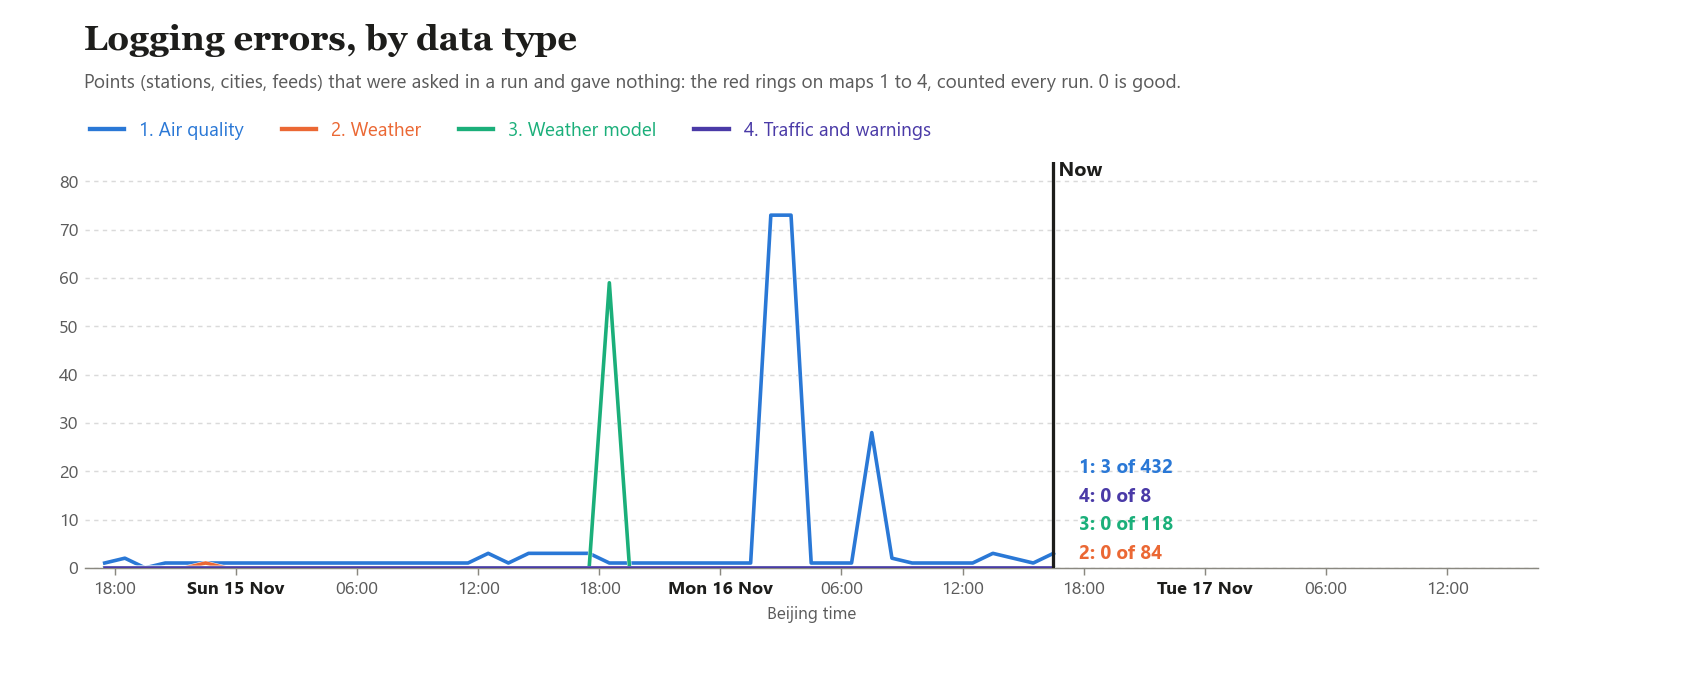 Logging errors, by data type
Points (stations, cities, feeds) that were asked in a run and gave nothing: the red rings on maps 1 to 4, counted every run. 0 is good.
1. Air quality 2. Weather 3. Weather model 4. Traffic and warnings
Now
80
70
60
50
40
30
20
10
0
1: 3 of 432
4: 0 of 8
3: 0 of 118
2: 0 of 84
18:00 Sun 15 Nov 06:00 12:00 18:00 Mon 16 Nov 06:00 12:00 18:00 Tue 17 Nov 06:00 12:00
Beijing time